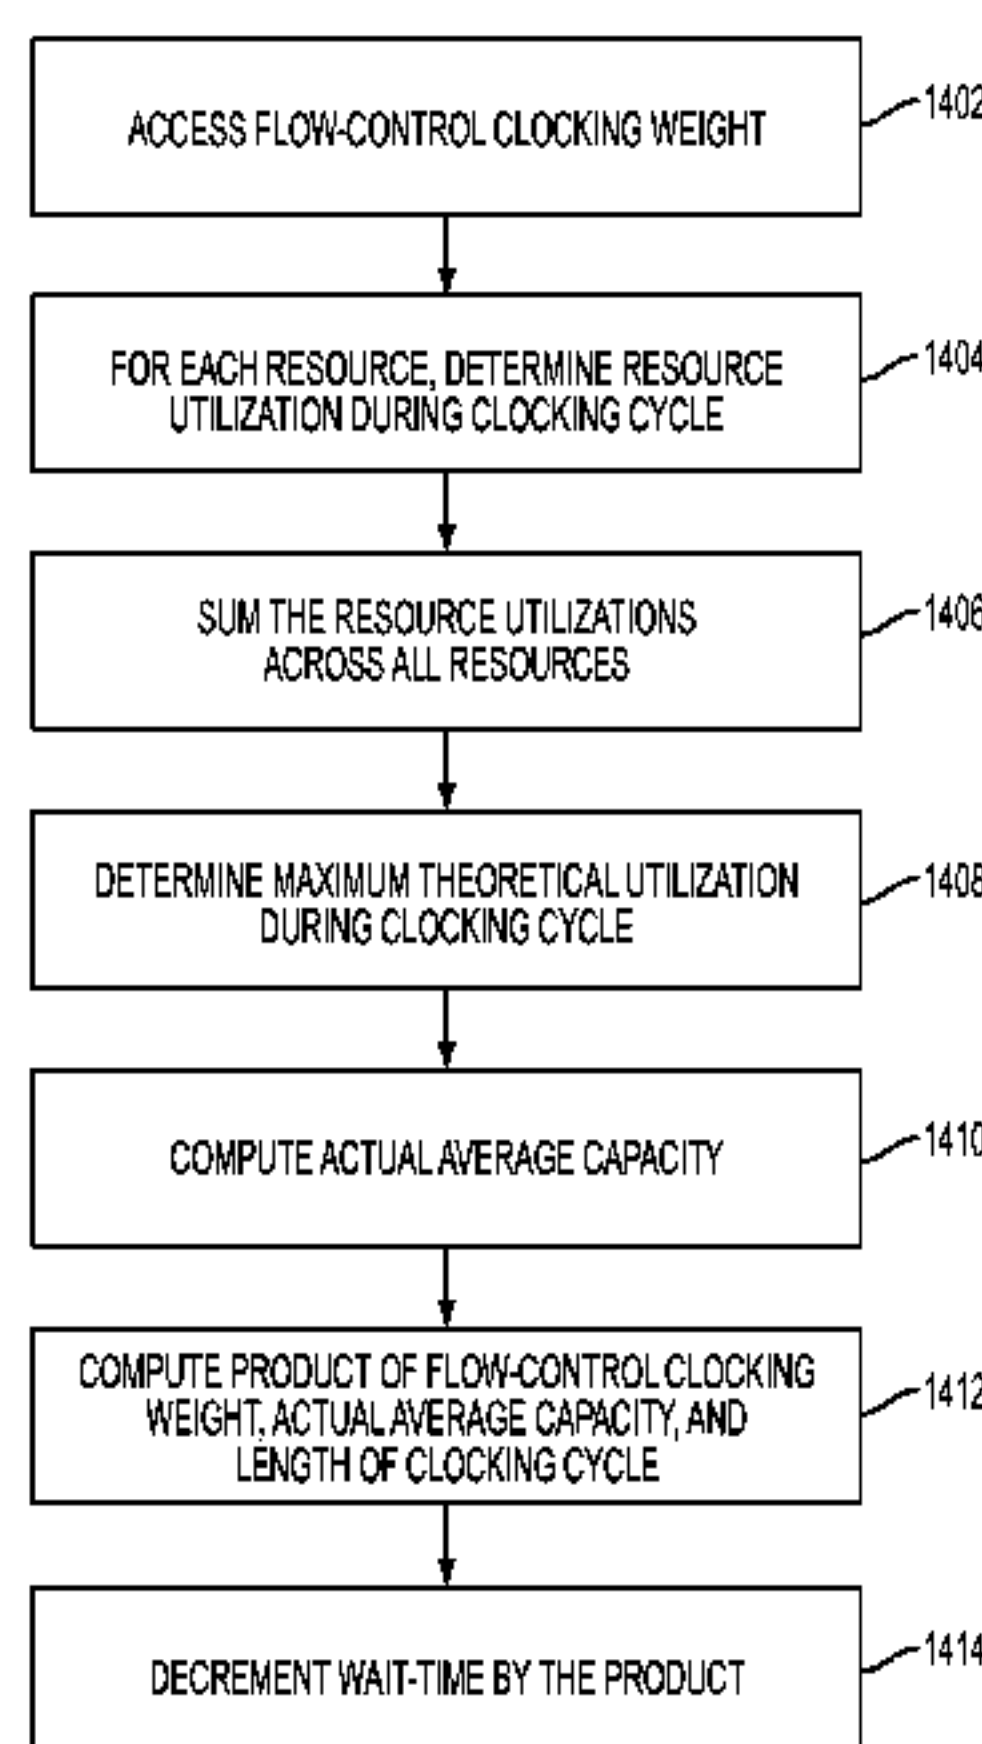 ACCESS FLOW-CONTROL CLOCKING WEIGHT
1402
FOR EACH RESOURCE, DETERMINE RESOURCE
UTILIZATION DURING CLOCKING CYCLE
1404
SUM THE RESOURCE UTILIZATIONS
ACROSS ALL RESOURCES
1406
DETERMINE MAXIMUM THEORETICAL UTILIZATION
DURING CLOCKING CYCLE
1408
COMPUTE ACTUAL AVERAGE CAPACITY
1410
COMPUTE PRODUCT OF FLOW-CONTROL CLOCKING
WEIGHT, ACTUAL AVERAGE CAPACITY, AND
LENGTH OF CLOCKING CYCLE
1412
DECREMENT WAIT-TIME BY THE PRODUCT
1414